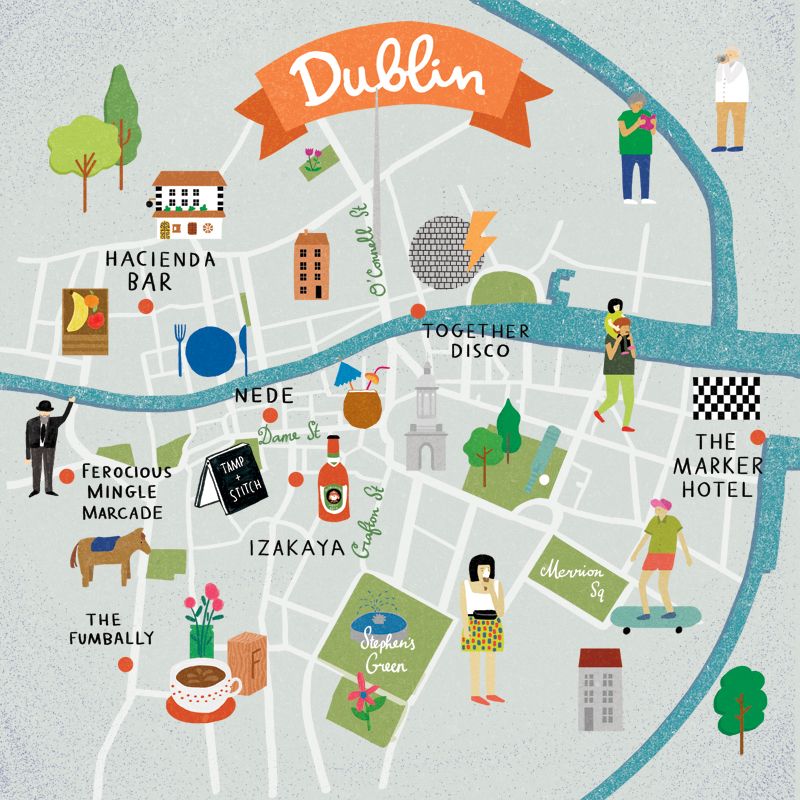 Dublin
O'Connell St
HACIENDA
BAR
TOGETHER
DISCO
NEDE
Dame St
THE
MARKER
HOTEL
FEROCIOUS
MINGLE
MARCADE
TAMP
+
STITCH
IZAKAYA
Grafton St
Merrion
Sq
THE
FUMBALLY
Stephen's
Green
F